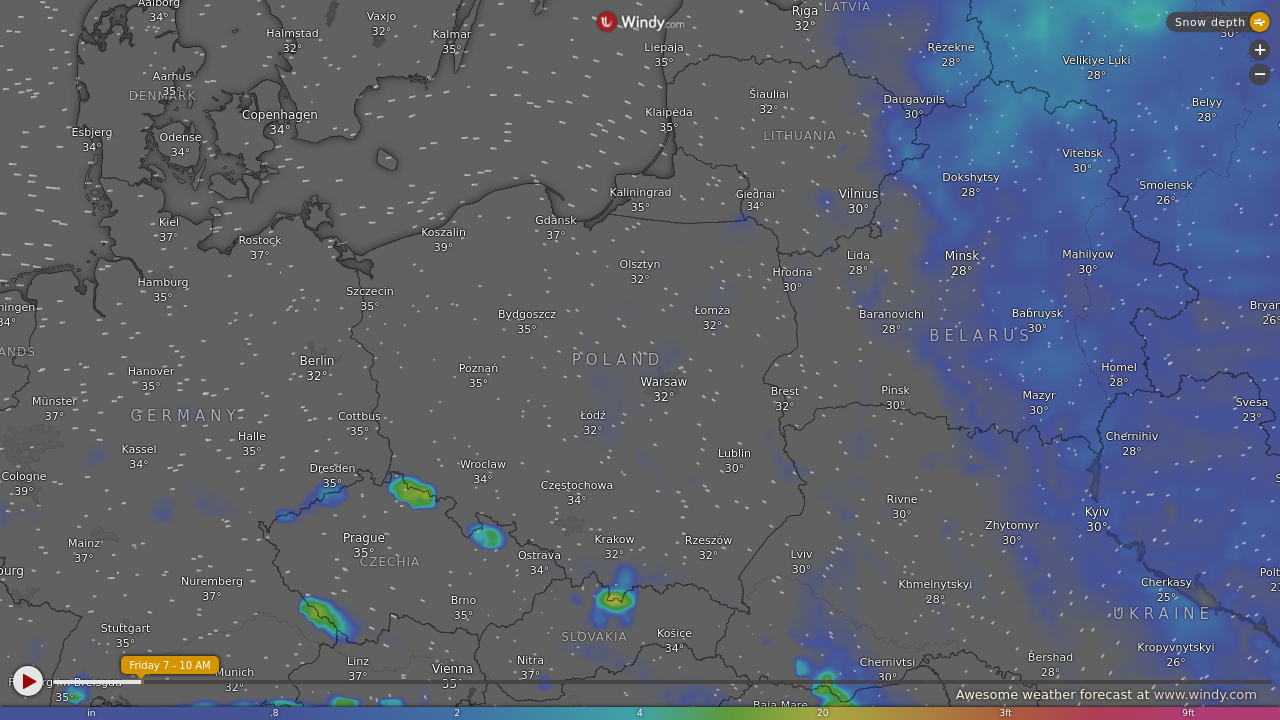 Aalborg
34°
Vaxjo
32°
Halmstad
32°
Kalmar
35°
Windy.com
Liepaja
35°
Riga
32°
LATVIA
Snow depth
30°
Rēzekne
28°
Velikiye Luki
28°
Aarhus
35°
DENMARK
Copenhagen
34°
Esbjerg
34°
Odense
34°
Klaipėda
35°
Šiauliai
32°
LITHUANIA
Daugavpils
30°
Belyy
28°
Vitebsk
30°
Dokshytsy
28°
Smolensk
26°
Kaliningrad
35°
Giedriai
34°
Vilnius
30°
Kiel
37°
Rostock
37°
Koszalin
39°
Gdańsk
37°
Olsztyn
32°
Hrodna
30°
Lida
28°
Minsk
28°
Mahilyow
30°
Hamburg
35°
Szczecin
35°
Bydgoszcz
35°
Łomża
32°
Baranovichi
28°
Babruysk
30°
Bryan
26°
ningen
34°
ANDS
BELARUS
Berlin
32°
Hanover
35°
Poznań
35°
POLAND
Warsaw
32°
Brest
32°
Pinsk
30°
Homel
28°
Mazyr
30°
Svesa
23°
Münster
37°
GERMANY
Cottbus
35°
Łódź
32°
Kassel
34°
Halle
35°
Chernihiv
28°
Cologne
39°
Dresden
35°
Wroclaw
34°
Częstochowa
34°
Lublin
30°
Rivne
30°
Zhytomyr
30°
Kyiv
30°
Mainz
37°
Prague
35°
CZECHIA
Ostrava
34°
Krakow
32°
Rzeszów
32°
Lviv
30°
Khmelnytskyi
28°
Cherkasy
25°
UKRAINE
Nuremberg
37°
Brno
35°
Stuttgart
35°
SLOVAKIA
Košice
34°
Kropyvnytskyi
26°
Friday 7 - 10 AM
Munich
32°
Linz
37°
Vienna
35°
Nitra
37°
Chernivtsi
30°
Bershad
28°
35°
Baia Mare
Awesome weather forecast at www.windy.com
in .8 2 4 20 3ft 9ft